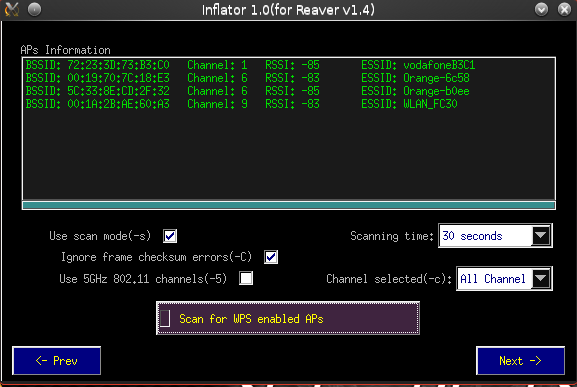 Inflator 1.0(for Reaver v1.4)
APs Information
BSSID: 72:23:3D:73:B3:C0 Channel: 1 RSSI: -85 ESSID: vodafoneB3C1
BSSID: 00:19:70:7C:18:E3 Channel: 6 RSSI: -83 ESSID: Orange-6c58
BSSID: 5C:33:8E:CD:2F:32 Channel: 6 RSSI: -85 ESSID: Orange-b0ee
BSSID: 00:1A:2B:AE:60:A3 Channel: 9 RSSI: -83 ESSID: WLAN_FC30
Use scan mode(-s) Scanning time: 30 seconds
Ignore frame checksum errors(-C)
Use 5GHz 802.11 channels(-5) Channel selected(-c): All Channel
Scan for WPS enabled APs
<- Prev Next ->